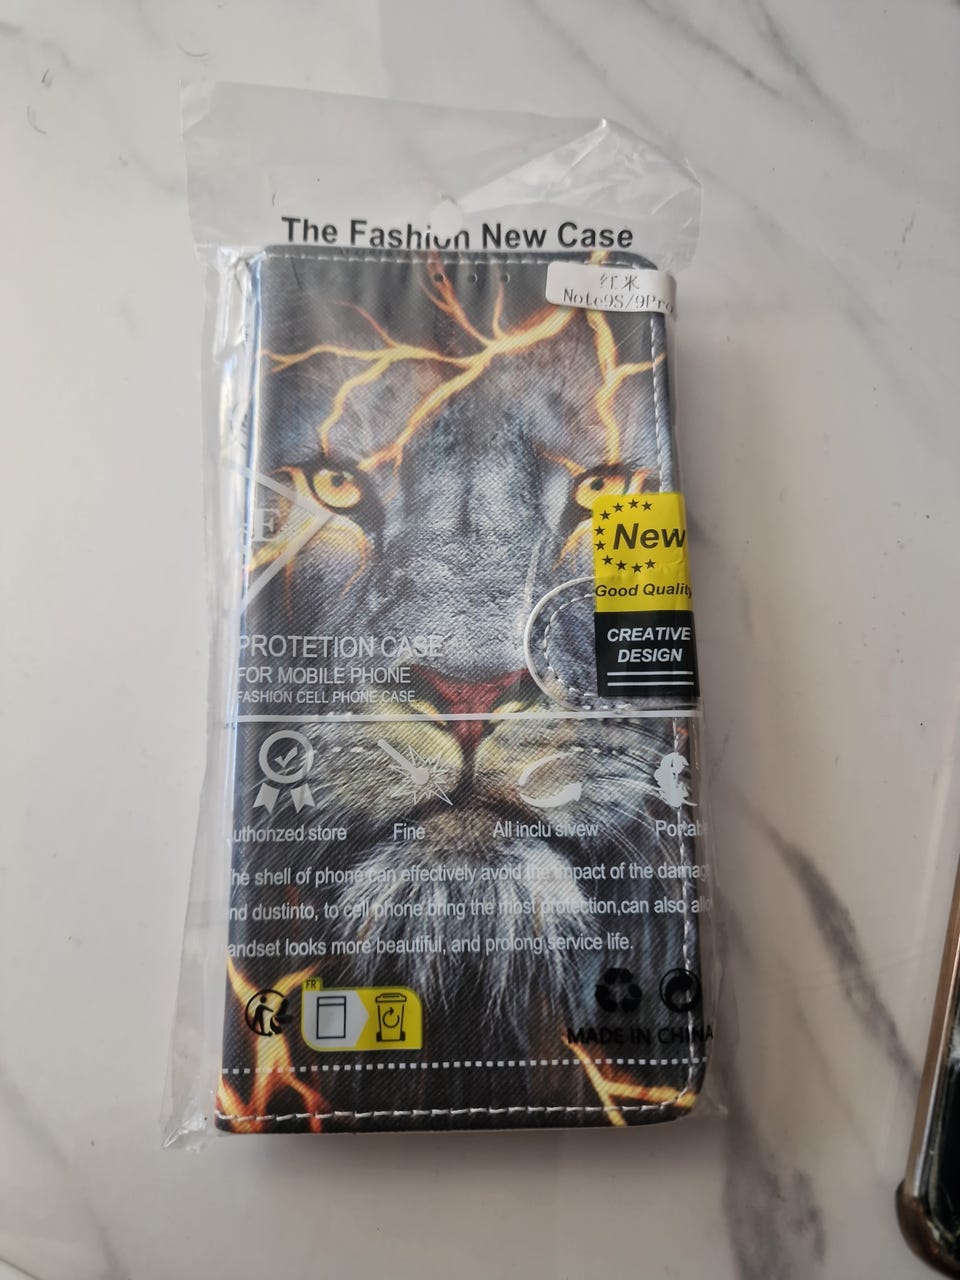 The Fashion New Case
红米
Note9S/9Pro
E
New
Good Quality
CREATIVE
DESIGN
PROTETION CASE
FOR MOBILE PHONE
FASHION CELL PHONE CASE
uthonzed store
Fine
All inclu sivew
Portab
he shell of phone can effectively avoid the impact of the damag
nd dustinto, to cell phone bring the most protection,can also allo
andset looks more beautiful, and prolong service life.
FR
MADE IN CHINA